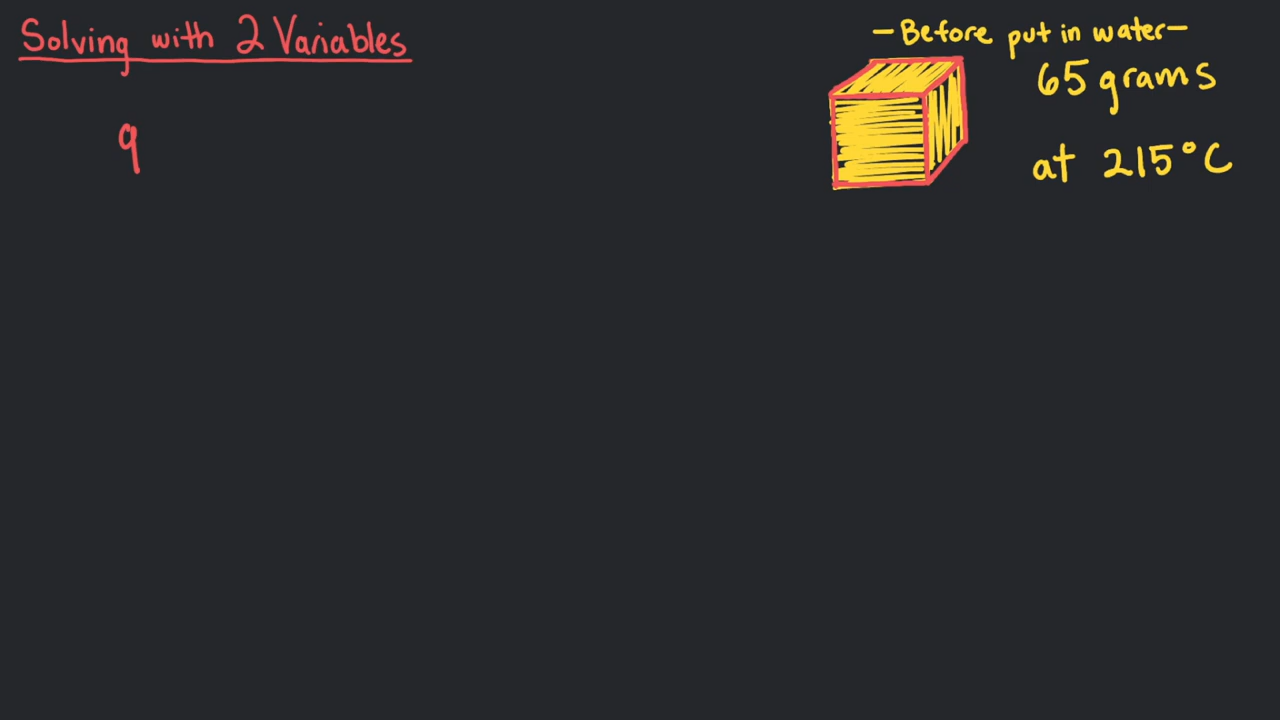 Solving with 2 Variables
q
—Before put in water—
65 grams
at 215°C